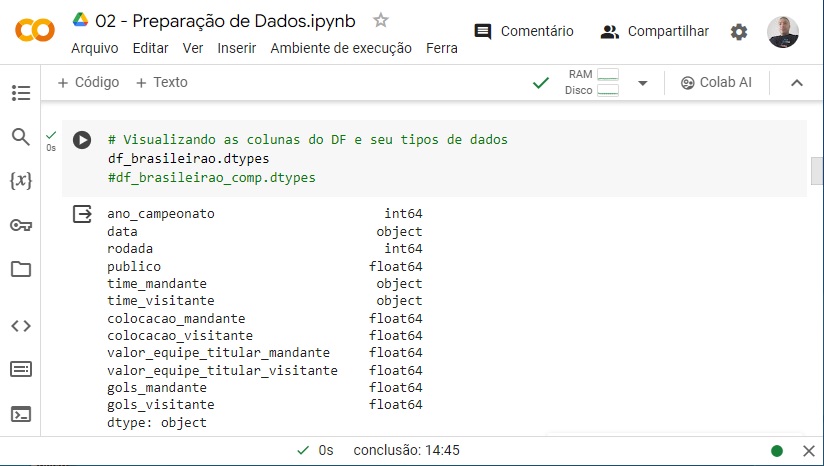 02 - Preparação de Dados.ipynb
Comentário
Compartilhar
Arquivo Editar Ver Inserir Ambiente de execução Ferra
+ Código + Texto
RAM
Disco
Colab AI
0s
# Visualizando as colunas do DF e seu tipos de dados
df_brasileirao.dtypes
#df_brasileirao_comp.dtypes
{x}
ano_campeonato int64
data object
rodada int64
publico float64
time_mandante object
time_visitante object
colocacao_mandante float64
colocacao_visitante float64
valor_equipe_titular_mandante float64
valor_equipe_titular_visitante float64
gols_mandante float64
gols_visitante float64
dtype: object
0s conclusão: 14:45